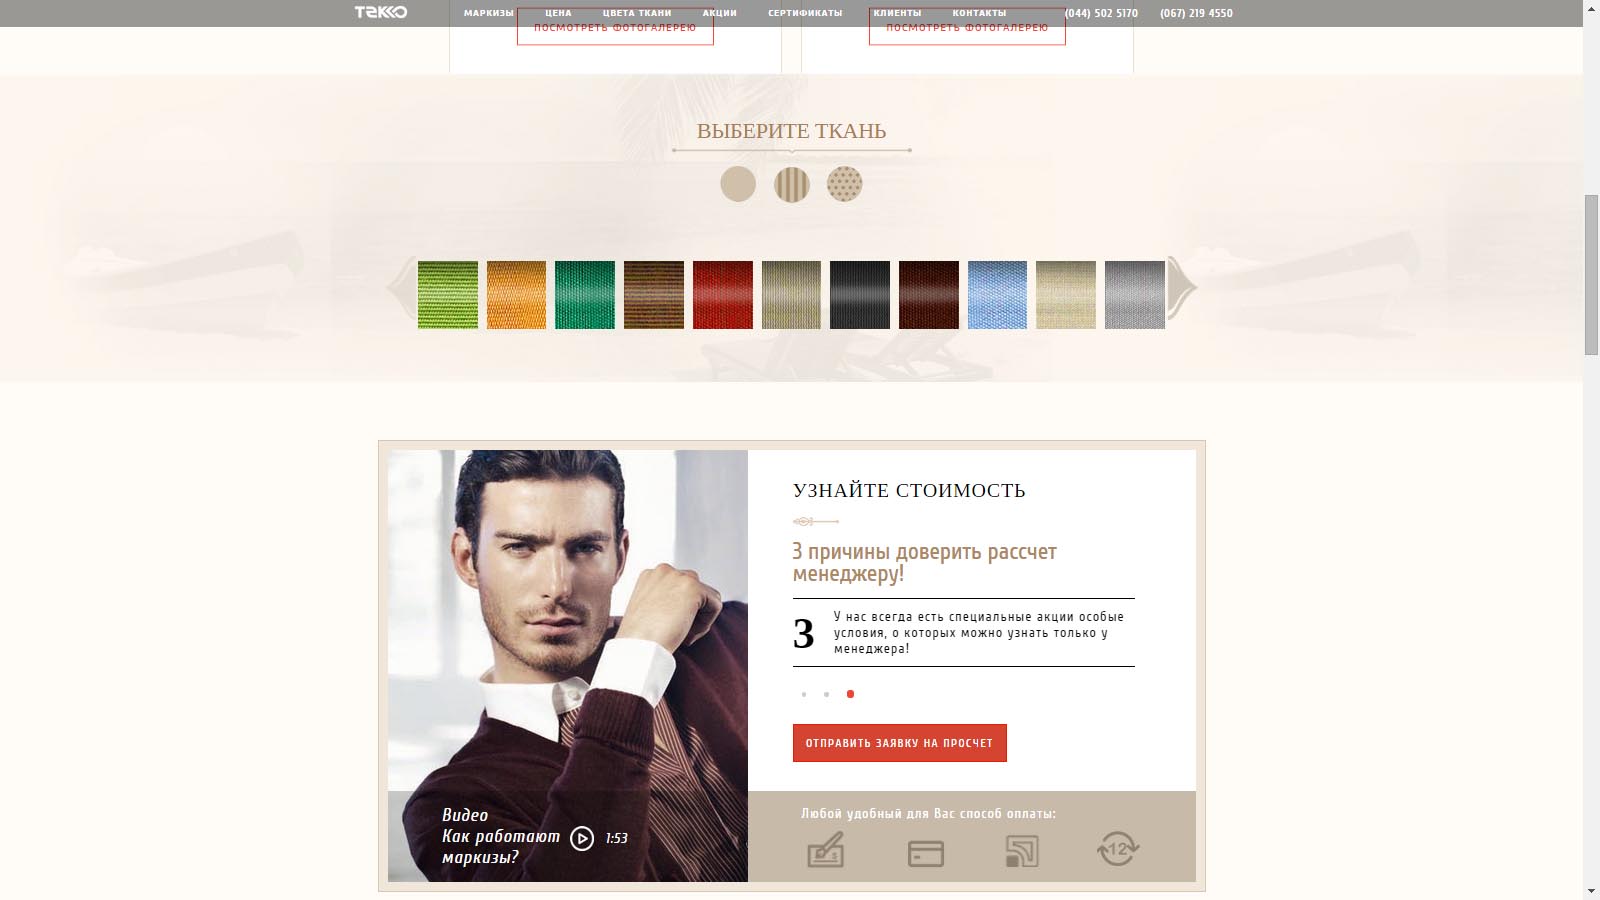 TEKKO
МАРКИЗЫ ЦЕНА ЦВЕТА ТКАНИ АКЦИИ СЕРТИФИКАТЫ КЛИЕНТЫ КОНТАКТЫ (044) 502 5170 (067) 219 4550
ПОСМОТРЕТЬ ФОТОГАЛЕРЕЮ ПОСМОТРЕТЬ ФОТОГАЛЕРЕЮ
ВЫБЕРИТЕ ТКАНЬ
УЗНАЙТЕ СТОИМОСТЬ
3 причины доверить рассчет
менеджеру!
3
У нас всегда есть специальные акции особые
условия, о которых можно узнать только у
менеджера!
ОТПРАВИТЬ ЗАЯВКУ НА ПРОСЧЕТ
Видео
Как работают
маркизы?
1:53
Любой удобный для Вас способ оплаты:
$
12